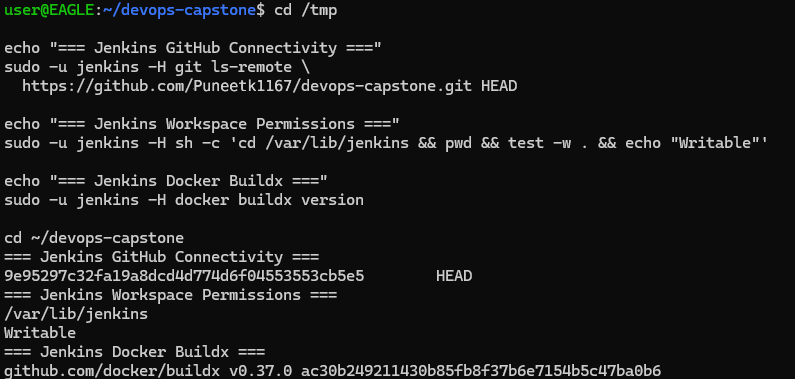 user@EAGLE:~/devops-capstone$ cd /tmp
echo "=== Jenkins GitHub Connectivity ==="
sudo -u jenkins -H git ls-remote \
  https://github.com/Puneetk1167/devops-capstone.git HEAD
echo "=== Jenkins Workspace Permissions ==="
sudo -u jenkins -H sh -c 'cd /var/lib/jenkins && pwd && test -w . && echo "Writable"'
echo "=== Jenkins Docker Buildx ==="
sudo -u jenkins -H docker buildx version
cd ~/devops-capstone
=== Jenkins GitHub Connectivity ===
9e95297c32fa19a8dcd4d774d6f04553553cb5e5        HEAD
=== Jenkins Workspace Permissions ===
/var/lib/jenkins
Writable
=== Jenkins Docker Buildx ===
github.com/docker/buildx v0.37.0 ac30b249211430b85fb8f37b6e7154b5c47ba0b6